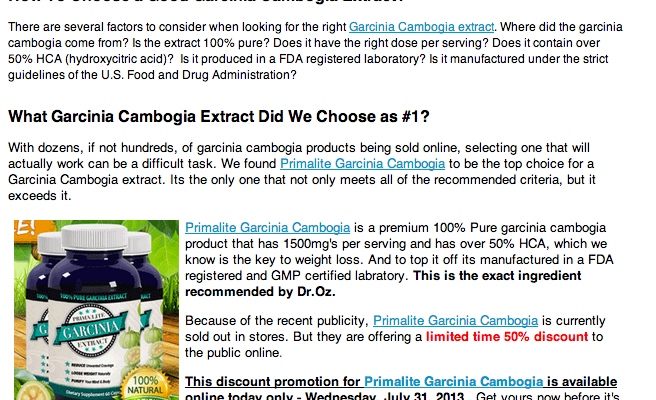 How To Choose a Good Garcinia Cambogia Extract?
There are several factors to consider when looking for the right Garcinia Cambogia extract. Where did the garcinia
cambogia come from? Is the extract 100% pure? Does it have the right dose per serving? Does it contain over
50% HCA (hydroxycitric acid)?  Is it produced in a FDA registered laboratory? Is it manufactured under the strict
guidelines of the U.S. Food and Drug Administration?
What Garcinia Cambogia Extract Did We Choose as #1?
With dozens, if not hundreds, of garcinia cambogia products being sold online, selecting one that will
actually work can be a difficult task. We found Primalite Garcinia Cambogia to be the top choice for a
Garcinia Cambogia extract. Its the only one that not only meets all of the recommended criteria, but it
exceeds it.
Primalite Garcinia Cambogia is a premium 100% Pure garcinia cambogia
product that has 1500mg's per serving and has over 50% HCA, which we
know is the key to weight loss. And to top it off its manufactured in a FDA
registered and GMP certified labratory. This is the exact ingredient
recommended by Dr.Oz.
Because of the recent publicity, Primalite Garcinia Cambogia is currently
sold out in stores. But they are offering a limited time 50% discount to
the public online.
This discount promotion for Primalite Garcinia Cambogia is available
online today only - Wednesday, July 31, 2013. Get yours now before it's
E!
100% PURE GARCINIA EXTRACT
PRIMALITE
GARCINIA
EXTRACT
REDUCE Unwanted Cravings
LOSE WEIGHT Naturally
PURIFY Your Mind & Body
Dietary Supplement
100%
NATURAL